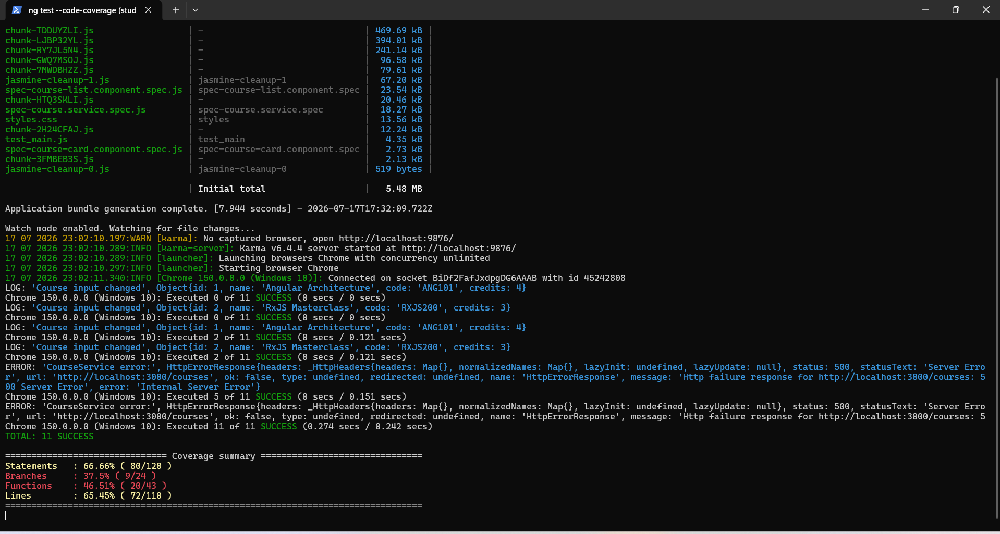 ng test --code-coverage (stud
chunk-TDDUYZLI.js | - | 469.69 kB |
chunk-LJBP32YL.js | - | 394.01 kB |
chunk-RY7JL5N4.js | - | 241.14 kB |
chunk-GWQ7MSOJ.js | - | 96.58 kB |
chunk-7MWDBHZZ.js | - | 79.61 kB |
jasmine-cleanup-1.js | jasmine-cleanup-1 | 67.20 kB |
spec-course-list.component.spec.js | spec-course-list.component.spec | 23.54 kB |
chunk-HTQ3SKLI.js | - | 20.46 kB |
spec-course.service.spec.js | spec-course.service.spec | 18.27 kB |
styles.css | styles | 13.56 kB |
chunk-2H24CFAJ.js | - | 12.24 kB |
test_main.js | test_main | 4.35 kB |
spec-course-card.component.spec.js | spec-course-card.component.spec | 2.73 kB |
chunk-3FMBEB3S.js | - | 2.13 kB |
jasmine-cleanup-0.js | jasmine-cleanup-0 | 519 bytes |
| Initial total | 5.48 MB
Application bundle generation complete. [7.944 seconds] - 2026-07-17T17:32:09.722Z
Watch mode enabled. Watching for file changes...
17 07 2026 23:02:10.197:WARN [karma]: No captured browser, open http://localhost:9876/
17 07 2026 23:02:10.289:INFO [karma-server]: Karma v6.4.4 server started at http://localhost:9876/
17 07 2026 23:02:10.289:INFO [launcher]: Launching browsers Chrome with concurrency unlimited
17 07 2026 23:02:10.297:INFO [launcher]: Starting browser Chrome
17 07 2026 23:02:11.340:INFO [Chrome 150.0.0.0 (Windows 10)]: Connected on socket BiDf2FafJxdpgDG6AAAB with id 45242808
LOG: 'Course input changed', Object{id: 1, name: 'Angular Architecture', code: 'ANG101', credits: 4}
Chrome 150.0.0.0 (Windows 10): Executed 0 of 11 SUCCESS (0 secs / 0 secs)
LOG: 'Course input changed', Object{id: 2, name: 'RxJS Masterclass', code: 'RXJS200', credits: 3}
Chrome 150.0.0.0 (Windows 10): Executed 0 of 11 SUCCESS (0 secs / 0 secs)
LOG: 'Course input changed', Object{id: 1, name: 'Angular Architecture', code: 'ANG101', credits: 4}
Chrome 150.0.0.0 (Windows 10): Executed 2 of 11 SUCCESS (0 secs / 0.121 secs)
LOG: 'Course input changed', Object{id: 2, name: 'RxJS Masterclass', code: 'RXJS200', credits: 3}
Chrome 150.0.0.0 (Windows 10): Executed 2 of 11 SUCCESS (0 secs / 0.121 secs)
ERROR: 'CourseService error:', HttpErrorResponse{headers: _HttpHeaders{headers: Map{}, normalizedNames: Map{}, lazyInit: undefined, lazyUpdate: null}, status: 500, statusText: 'Server Erro
r', url: 'http://localhost:3000/courses', ok: false, type: undefined, redirected: undefined, name: 'HttpErrorResponse', message: 'Http failure response for http://localhost:3000/courses: 5
00 Server Error', error: 'Internal Server Error'}
Chrome 150.0.0.0 (Windows 10): Executed 5 of 11 SUCCESS (0 secs / 0.151 secs)
ERROR: 'CourseService error:', HttpErrorResponse{headers: _HttpHeaders{headers: Map{}, normalizedNames: Map{}, lazyInit: undefined, lazyUpdate: null}, status: 500, statusText: 'Server Erro
r', url: 'http://localhost:3000/courses', ok: false, type: undefined, redirected: undefined, name: 'HttpErrorResponse', message: 'Http failure response for http://localhost:3000/courses: 5
Chrome 150.0.0.0 (Windows 10): Executed 11 of 11 SUCCESS (0.274 secs / 0.242 secs)
TOTAL: 11 SUCCESS
=============================== Coverage summary ===============================
Statements : 66.66% ( 80/120 )
Branches : 37.5% ( 9/24 )
Functions : 46.51% ( 20/43 )
Lines : 65.45% ( 72/110 )
================================================================================